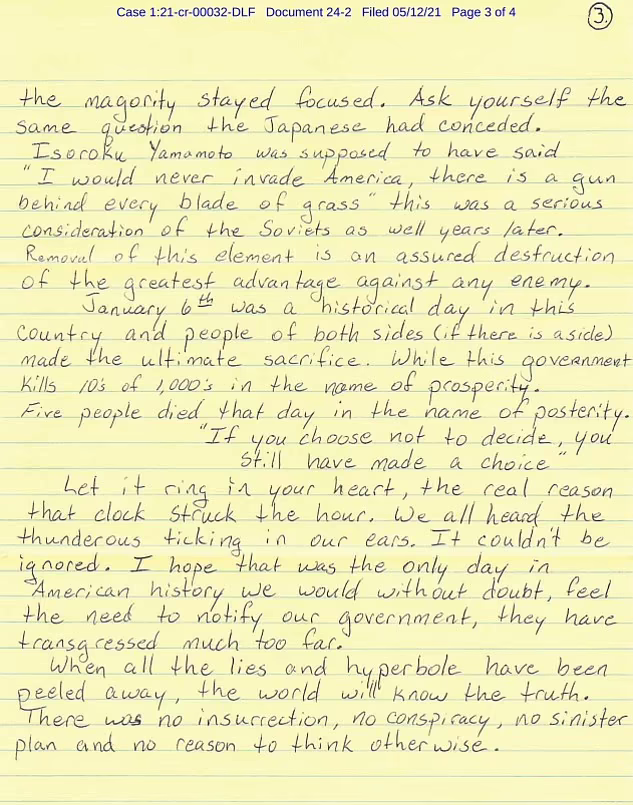 Case 1:21-cr-00032-DLF Document 24-2 Filed 05/12/21 Page 3 of 4
3.
the magority stayed focused. Ask yourself the
same question the Japanese had conceded.
Isoroku Yamamoto was supposed to have said
"I would never invade America, there is a gun
behind every blade of grass" this was a serious
consideration of the Soviets as well years later.
Removal of this element is an assured destruction
of the greatest advantage against any enemy.
January 6th was a historical day in this
country and people of both sides (if there is a side)
made the ultimate sacrifice. While this government
kills 10's of 1,000's in the name of prosperity.
Five people died that day in the name of posterity.
"If you choose not to decide, you
still have made a choice"
Let it ring in your heart, the real reason
that clock struck the hour. We all heard the
thunderous ticking in our ears. It couldn't be
ignored. I hope that was the only day in
American history we would without doubt, feel
the need to notify our government, they have
transgressed much too far.
When all the lies and hyperbole have been
peeled away, the world will know the truth.
There was no insurrection, no conspiracy, no sinister
plan and no reason to think otherwise.